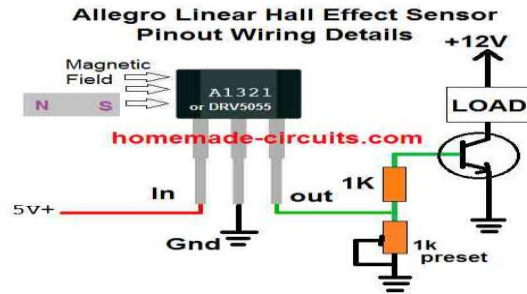 Allegro Linear Hall Effect Sensor
Pinout Wiring Details
+12V
Magnetic
Field
N S
A1321
or DRV5055
LOAD
homemade-circuits.com
1K
In
out
5V+
Gnd
1k
preset